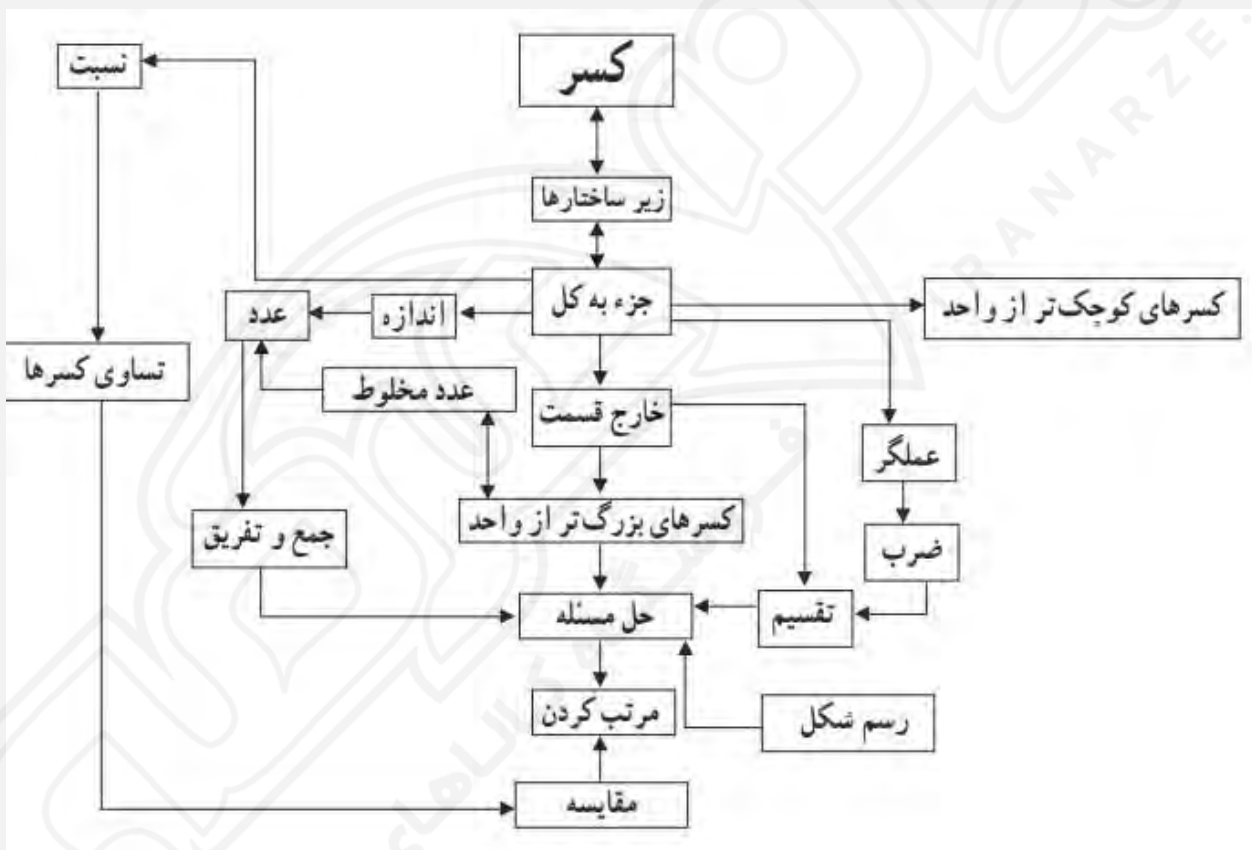 کسر
نسبت
زیر ساختارها
جزء به کل
کسرهای کوچک‌تر از واحد
اندازه
عدد
تساوی کسرها
عدد مخلوط
خارج قسمت
عملگر
کسرهای بزرگ‌تر از واحد
جمع و تفریق
ضرب
تقسیم
حل مسئله
مرتب کردن
رسم شکل
مقایسه